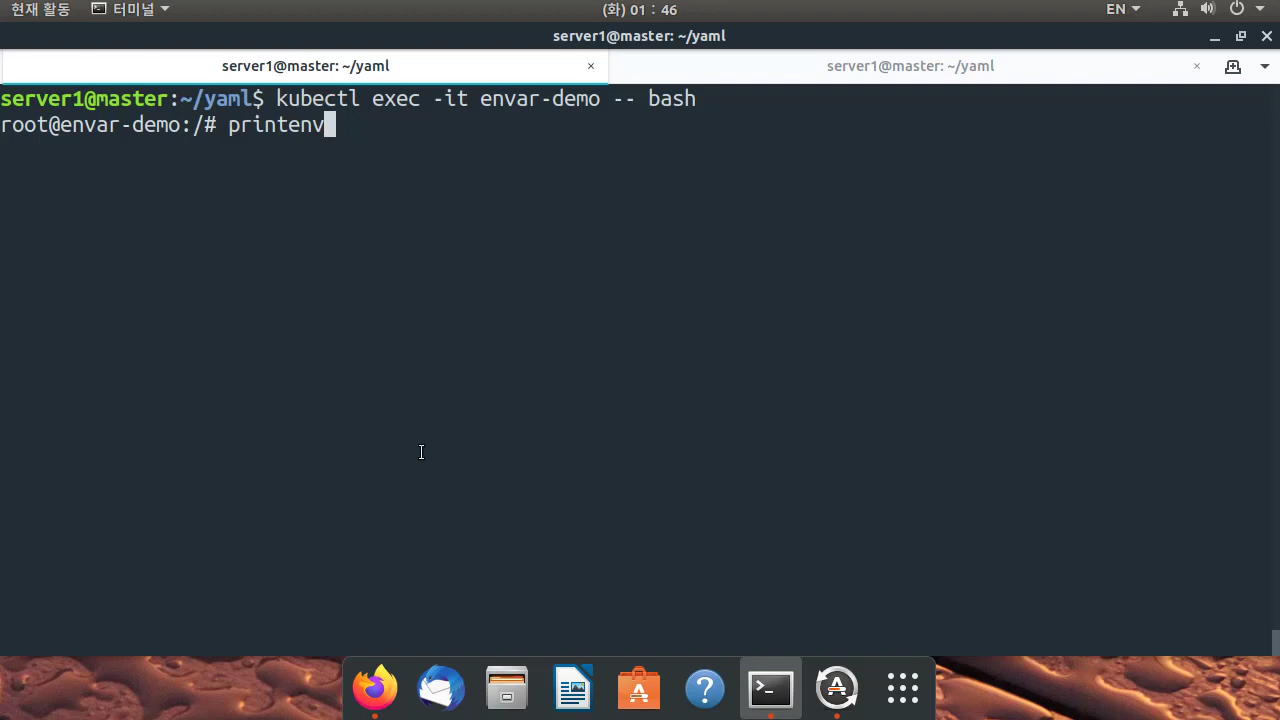 현재 활동 터미널 (화) 01 : 46 EN
server1@master: ~/yaml
server1@master: ~/yaml × server1@master: ~/yaml ×
server1@master:~/yaml$ kubectl exec -it envar-demo -- bash
root@envar-demo:/# printenv